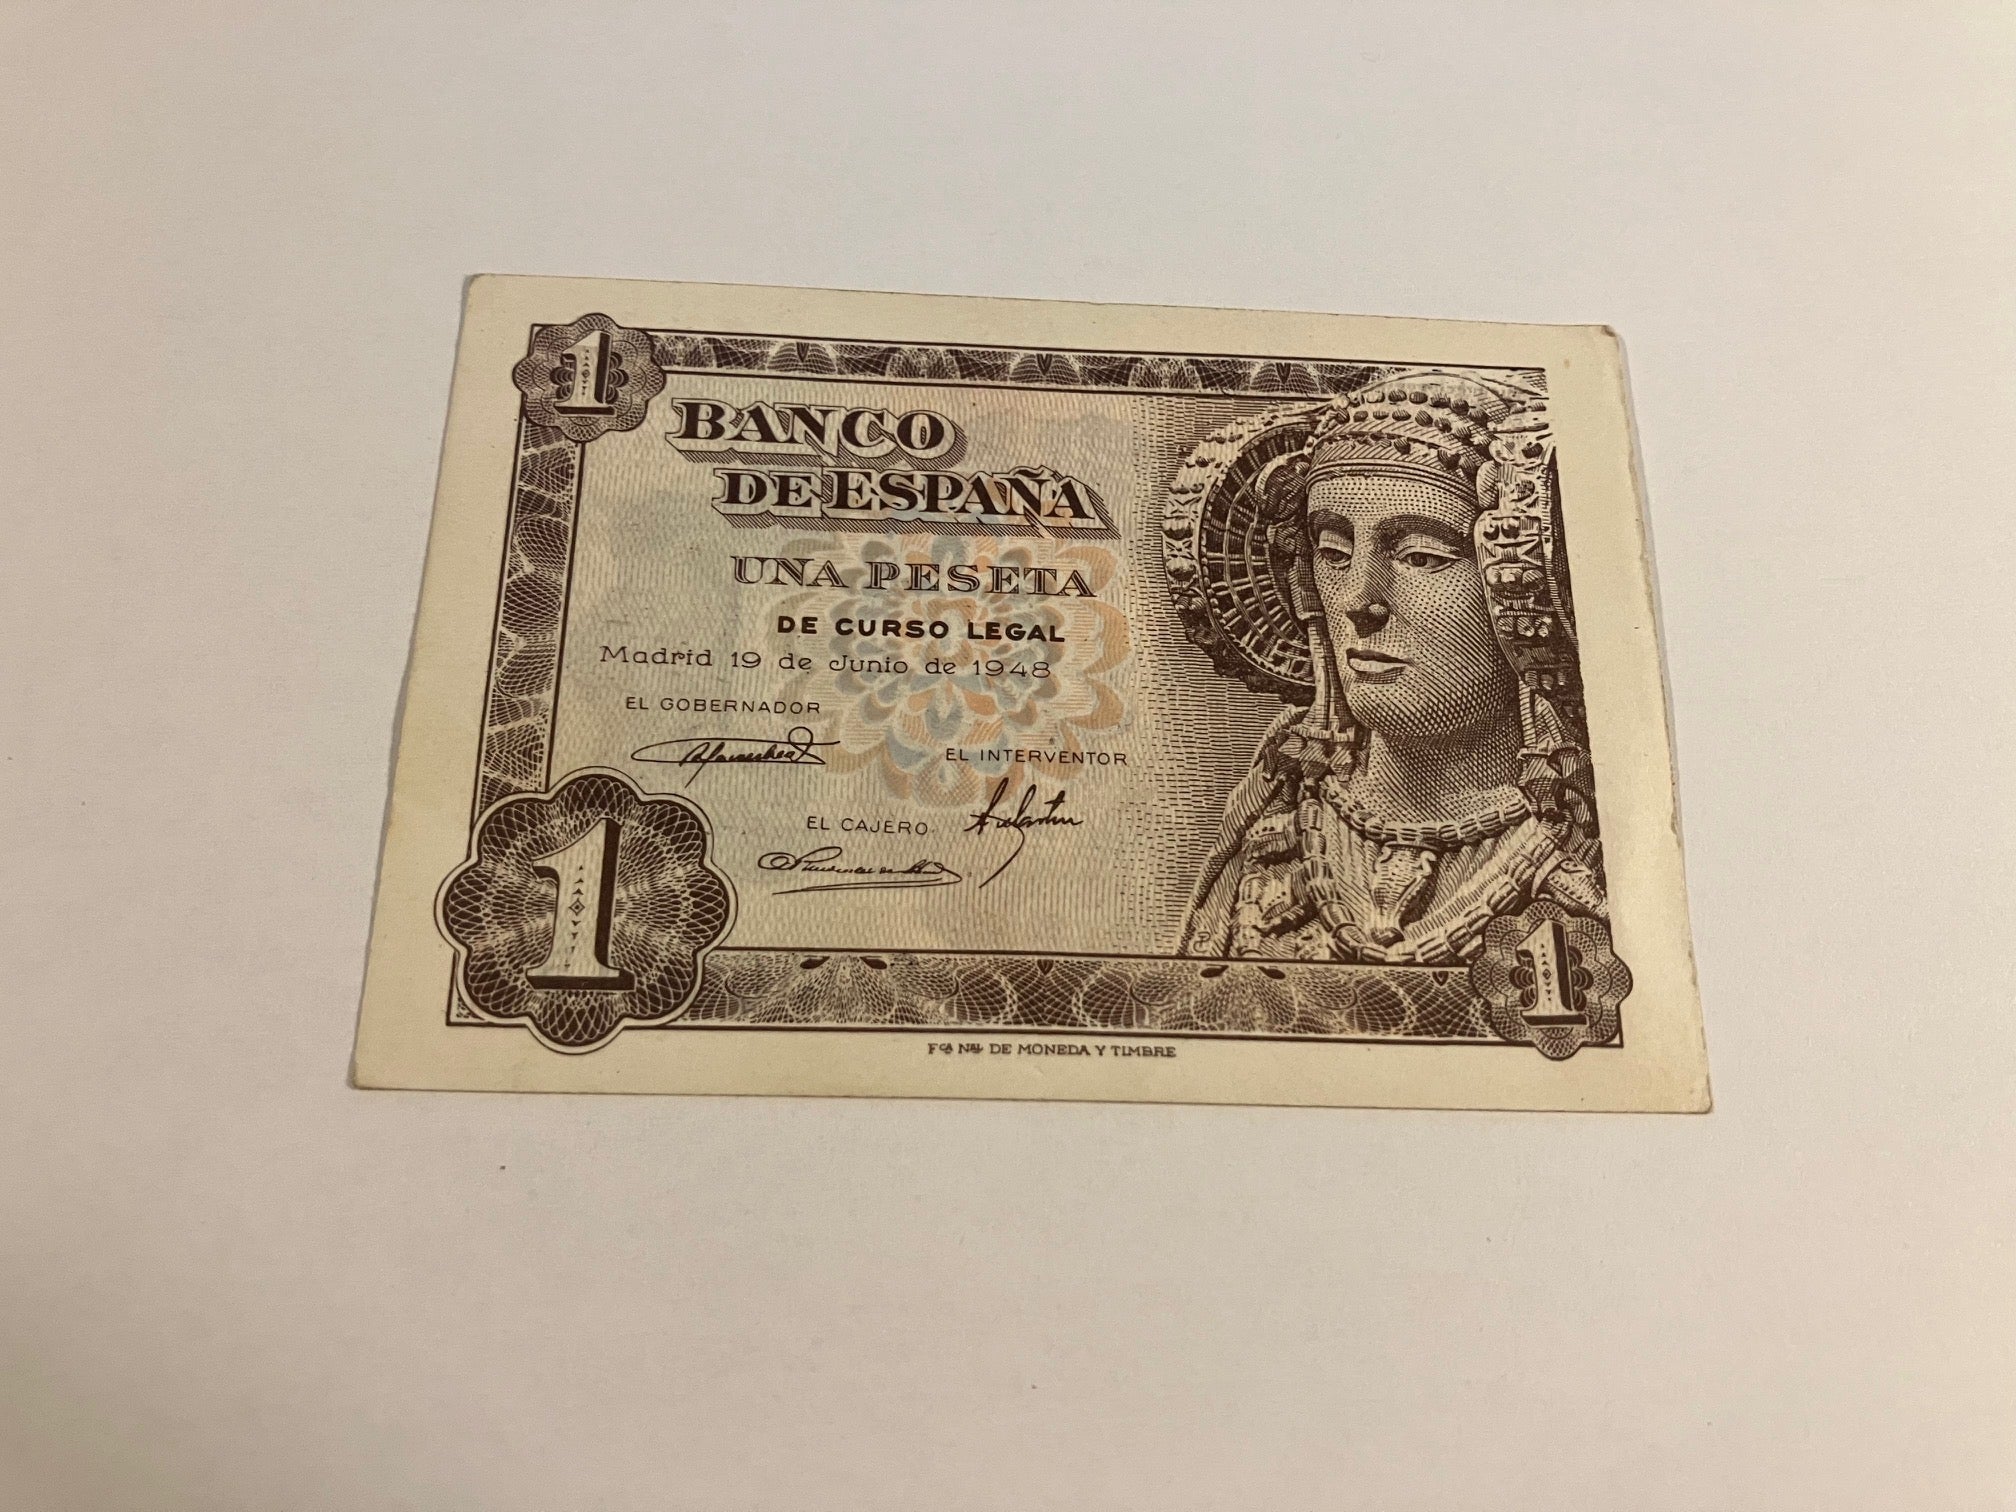 1
BANCO
DE ESPAÑA
UNA PESETA
DE CURSO LEGAL
Madrid 19 de Junio de 1948
EL GOBERNADOR
EL INTERVENTOR
EL CAJERO
1
1
Fca Nal DE MONEDA Y TIMBRE